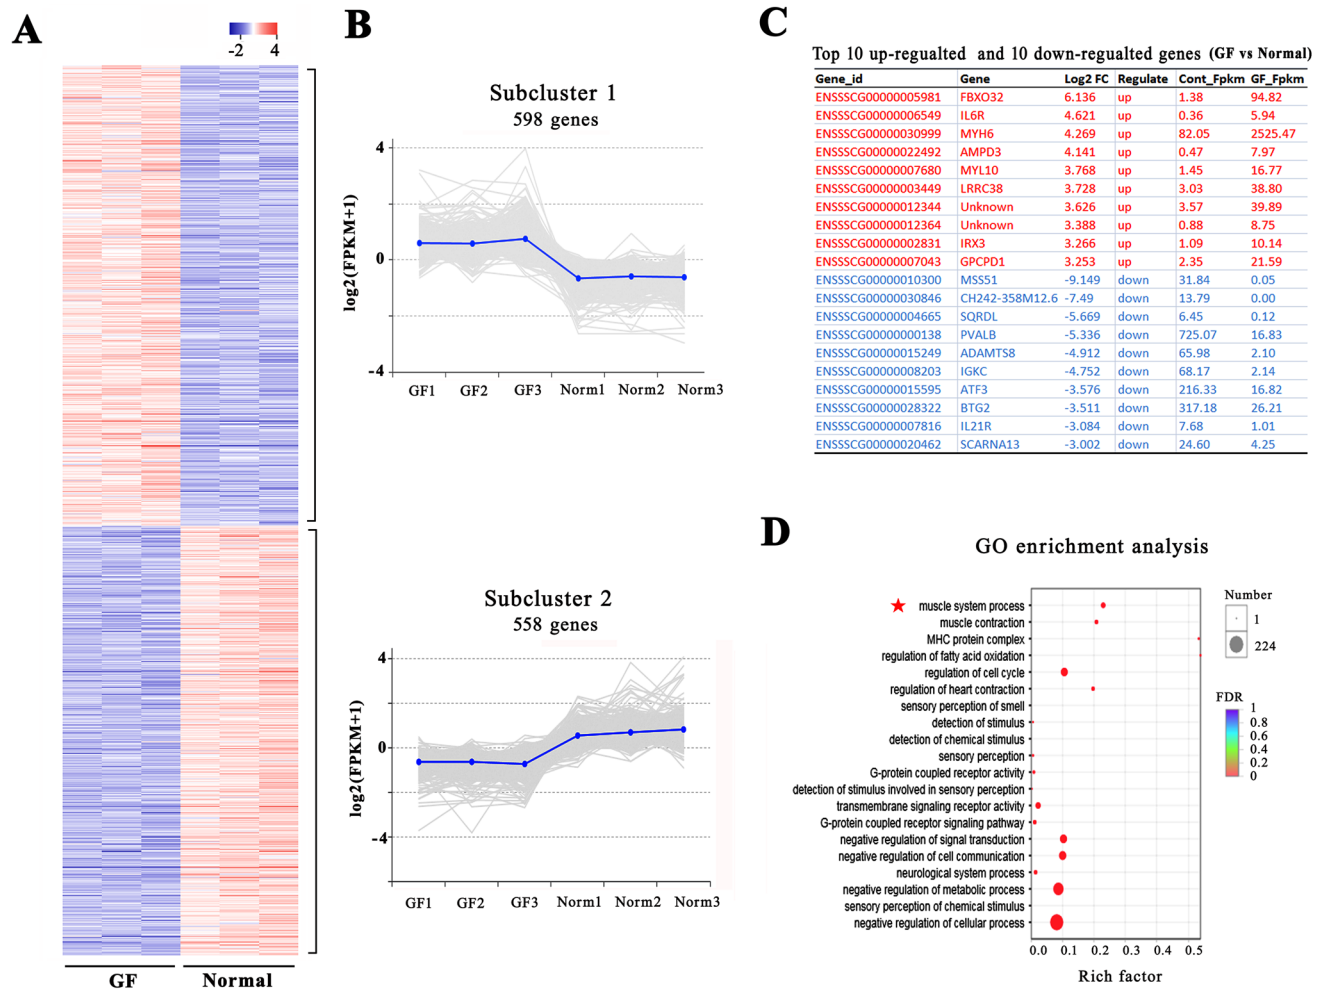 A
-2 4
GF Normal
B
Subcluster 1
598 genes
log2(FPKM+1)
4
0
-4
GF1 GF2 GF3 Norm1 Norm2 Norm3
Subcluster 2
558 genes
log2(FPKM+1)
4
0
-4
GF1 GF2 GF3 Norm1 Norm2 Norm3
C
Top 10 up-regualted and 10 down-regualted genes (GF vs Normal)
Gene_id Gene Log2 FC Regulate Cont_Fpkm GF_Fpkm
ENSSSCG00000005981 FBXO32 6.136 up 1.38 94.82
ENSSSCG00000006549 IL6R 4.621 up 0.36 5.94
ENSSSCG00000030999 MYH6 4.269 up 82.05 2525.47
ENSSSCG00000022492 AMPD3 4.141 up 0.47 7.97
ENSSSCG00000007680 MYL10 3.768 up 1.45 16.77
ENSSSCG00000003449 LRRC38 3.728 up 3.03 38.80
ENSSSCG00000012344 Unknown 3.626 up 3.57 39.89
ENSSSCG00000012364 Unknown 3.388 up 0.88 8.75
ENSSSCG00000002831 IRX3 3.266 up 1.09 10.14
ENSSSCG00000007043 GPCPD1 3.253 up 2.35 21.59
ENSSSCG00000010300 MSS51 -9.149 down 31.84 0.05
ENSSSCG00000030846 CH242-358M12.6 -7.49 down 13.79 0.00
ENSSSCG00000004665 SQRDL -5.669 down 6.45 0.12
ENSSSCG00000000138 PVALB -5.336 down 725.07 16.83
ENSSSCG00000015249 ADAMTS8 -4.912 down 65.98 2.10
ENSSSCG00000008203 IGKC -4.752 down 68.17 2.14
ENSSSCG00000015595 ATF3 -3.576 down 216.33 16.82
ENSSSCG00000028322 BTG2 -3.511 down 317.18 26.21
ENSSSCG00000007816 IL21R -3.084 down 7.68 1.01
ENSSSCG00000020462 SCARNA13 -3.002 down 24.60 4.25
D
GO enrichment analysis
muscle system process
muscle contraction
MHC protein complex
regulation of fatty acid oxidation
regulation of cell cycle
regulation of heart contraction
sensory perception of smell
detection of stimulus
detection of chemical stimulus
sensory perception
G-protein coupled receptor activity
detection of stimulus involved in sensory perception
transmembrane signaling receptor activity
G-protein coupled receptor signaling pathway
negative regulation of signal transduction
negative regulation of cell communication
neurological system process
negative regulation of metabolic process
sensory perception of chemical stimulus
negative regulation of cellular process
0.0 0.1 0.2 0.3 0.4 0.5
Rich factor
Number
1
224
FDR
1
0.8
0.6
0.4
0.2
0